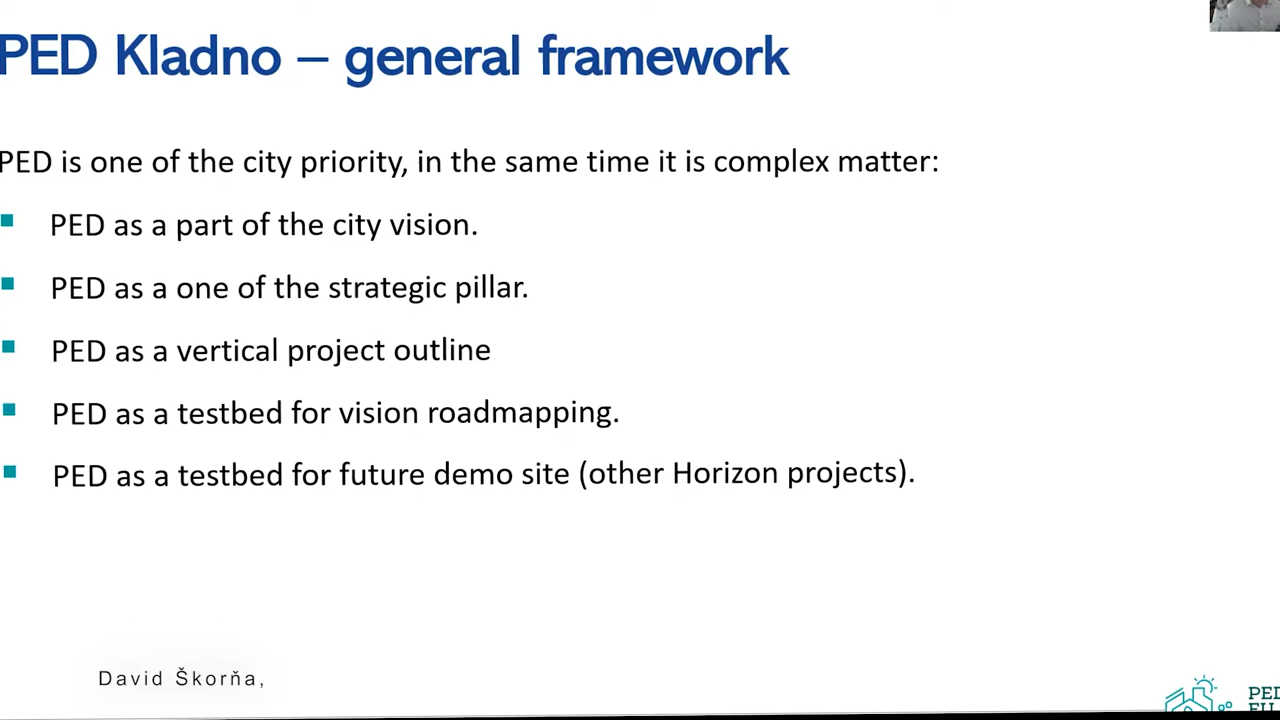 PED Kladno – general framework
PED is one of the city priority, in the same time it is complex matter:
PED as a part of the city vision.
PED as a one of the strategic pillar.
PED as a vertical project outline
PED as a testbed for vision roadmapping.
PED as a testbed for future demo site (other Horizon projects).
David Škorňa,
PED